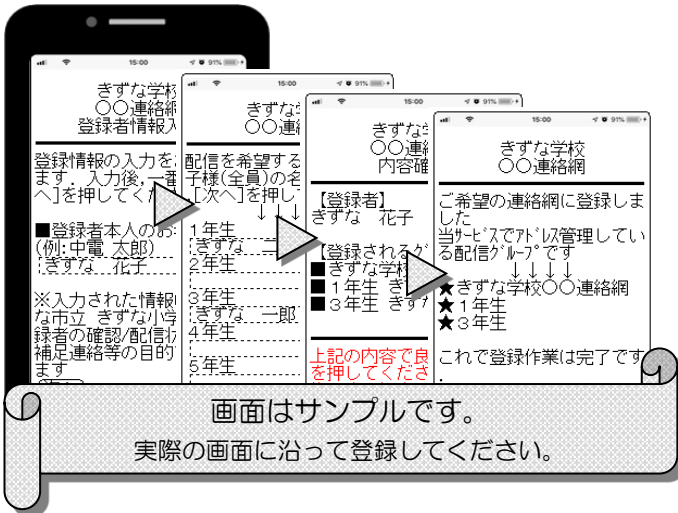 15:00
きずな学校
〇〇連絡網
登録者情報入
登録情報の入力を
ます．入力後,一番
へ]を押してくだ
■登録者本人のお
(例:中電 太郎)
きずな 花子
※入力された情報
な市立 きずな小学
録者の確認/配信
補足連絡等の目的
ます
15:00
きずな
〇〇連
配信を希望する
子様(全員)の名
[次へ]を押し
↓↓↓
1年生
きずな 二
2年生
3年生
きずな 一郎
4年生
5年生
15:00 91%
きずな
〇〇連
内容確
【登録者】
きずな 花子
【登録されるグ
■きずな学校
■1年生 き
■3年生 きず
上記の内容で良
を押してくださ
15:00 91%
きずな学校
〇〇連絡網
ご希望の連絡網に登録しま
した
当ｻｰﾋﾞｽでｱﾄﾞﾚｽ管理してい
る配信ｸﾞﾙｰﾌﾟです
↓↓↓↓
★きずな学校〇〇連絡網
★1年生
★3年生
これで登録作業は完了です
画面はサンプルです。
実際の画面に沿って登録してください。